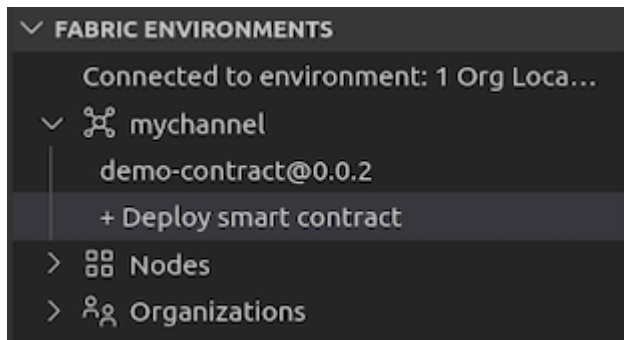 FABRIC ENVIRONMENTS
Connected to environment: 1 Org Loca...
mychannel
demo-contract@0.0.2
+ Deploy smart contract
Nodes
Organizations